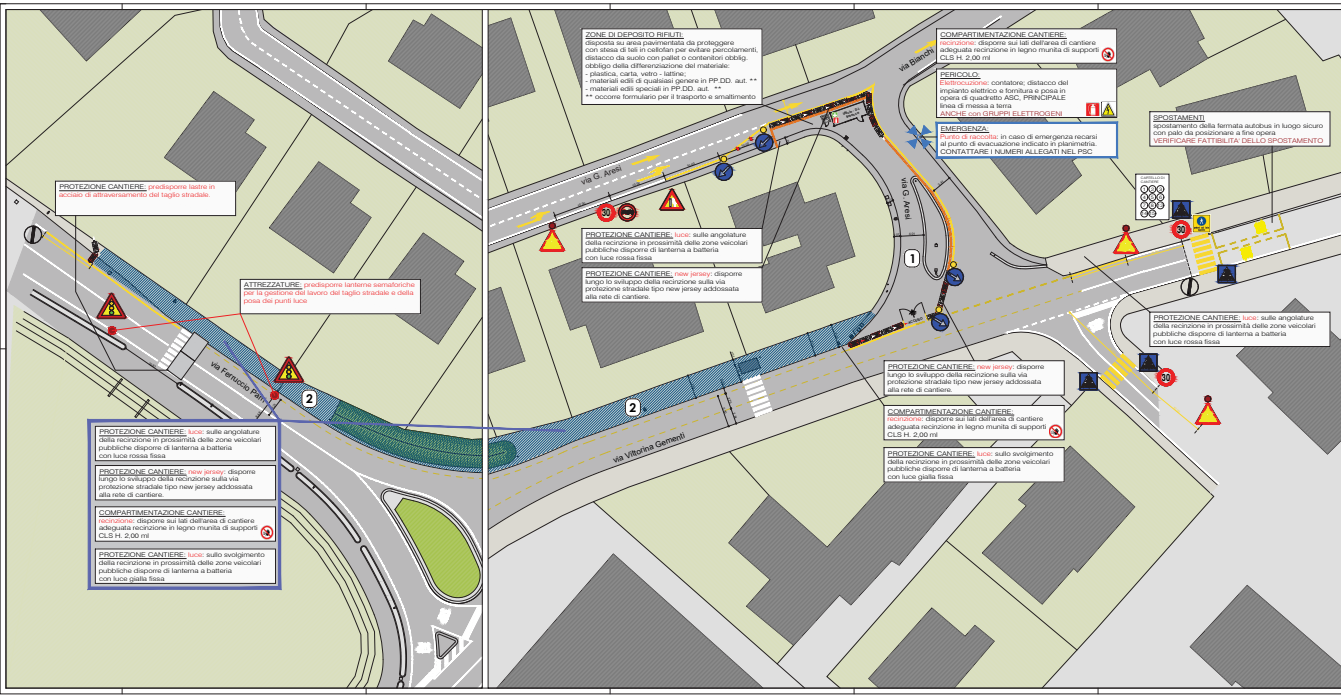 PROTEZIONE CANTIERE: predisporre lastre in
acciaio di attraversamento del taglio stradale.
ATTREZZATURE: predisporre lanterne semaforiche
per la gestione del lavoro del taglio stradale e della
posa dei punti luce
via Ferruccio Parri
2
PROTEZIONE CANTIERE: luce: sulle angolature
della recinzione in prossimità delle zone veicolari
pubbliche disporre di lanterna a batteria
con luce rossa fissa
PROTEZIONE CANTIERE: new jersey: disporre
lungo lo sviluppo della recinzione sulla via
protezione stradale tipo new jersey addossata
alla rete di cantiere.
COMPARTIMENTAZIONE CANTIERE:
recinzione: disporre sui lati dell'area di cantiere
adeguata recinzione in legno munita di supporti
CLS H. 2,00 ml
PROTEZIONE CANTIERE: luce: sullo svolgimento
della recinzione in prossimità delle zone veicolari
pubbliche disporre di lanterna a batteria
con luce gialla fissa
ZONE DI DEPOSITO RIFIUTI:
disposta su area pavimentata da proteggere
con stesa di teli in cellofan per evitare percolamenti,
distacco da suolo con pallet o contenitori obblig.
obbligo della differenziazione del materiale:
- plastica, carta, vetro - lattine;
- materiali edili di qualsiasi genere in PP.DD. aut. **
- materiali edili speciali in PP.DD. aut. **
** occorre formulario per il trasporto e smaltimento
via Bianchi
COMPARTIMENTAZIONE CANTIERE:
recinzione: disporre sui lati dell'area di cantiere
adeguata recinzione in legno munita di supporti
CLS H. 2,00 ml
PERICOLO:
Elettrocuzione: contatore; distacco del
impianto elettrico e fornitura e posa in
opera di quadretto ASC, PRINCIPALE
linea di messa a terra
ANCHE con GRUPPI ELETTROGENI
EMERGENZA:
Punto di raccolta: in caso di emergenza recarsi
al punto di evacuazione indicato in planimetria.
CONTATTARE I NUMERI ALLEGATI NEL PSC
SPOSTAMENTI
spostamento della fermata autobus in luogo sicuro
con palo da posizionare a fine opera
VERIFICARE FATTIBILITA' DELLO SPOSTAMENTO
via G. Aresi
30
via G. Aresi
PROTEZIONE CANTIERE: luce: sulle angolature
della recinzione in prossimità delle zone veicolari
pubbliche disporre di lanterna a batteria
con luce rossa fissa
PROTEZIONE CANTIERE: new jersey: disporre
lungo lo sviluppo della recinzione sulla via
protezione stradale tipo new jersey addossata
alla rete di cantiere.
1
30
PROTEZIONE CANTIERE: luce: sulle angolature
della recinzione in prossimità delle zone veicolari
pubbliche disporre di lanterna a batteria
con luce rossa fissa
30
2
via Vittorina Gementi
PROTEZIONE CANTIERE: new jersey: disporre
lungo lo sviluppo della recinzione sulla via
protezione stradale tipo new jersey addossata
alla rete di cantiere.
COMPARTIMENTAZIONE CANTIERE:
recinzione: disporre sui lati dell'area di cantiere
adeguata recinzione in legno munita di supporti
CLS H. 2,00 ml
PROTEZIONE CANTIERE: luce: sullo svolgimento
della recinzione in prossimità delle zone veicolari
pubbliche disporre di lanterna a batteria
con luce gialla fissa